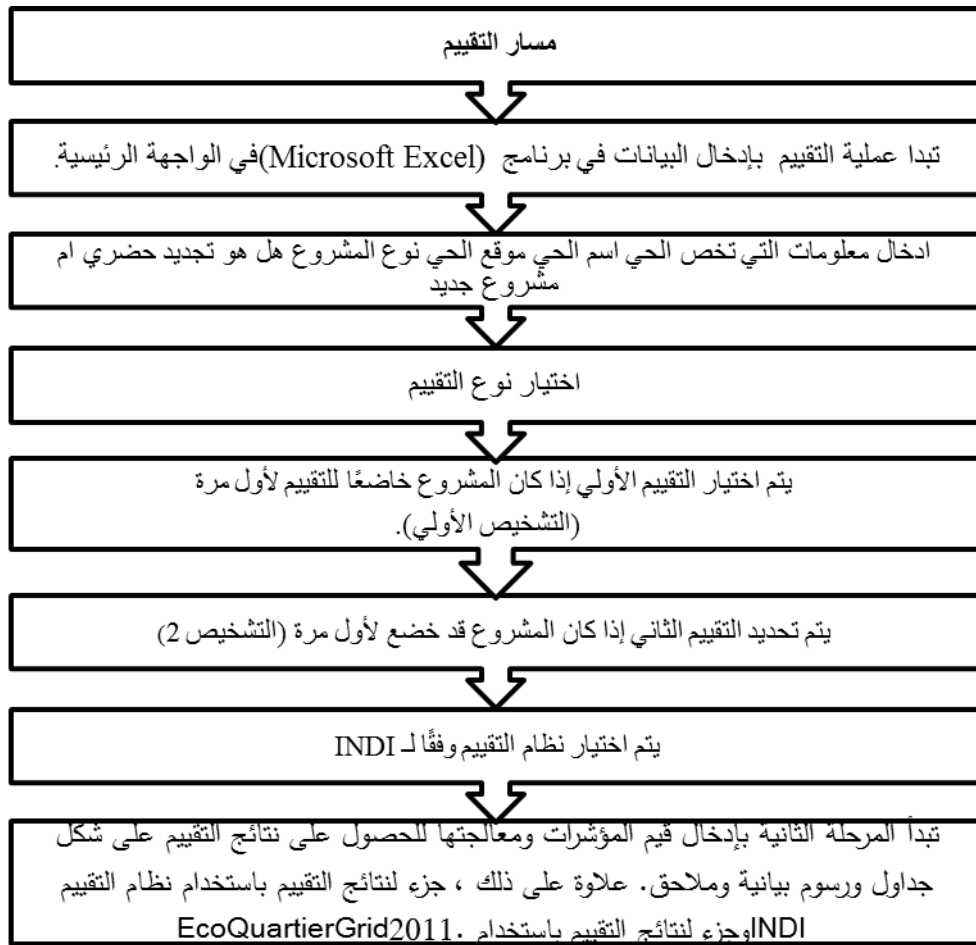 مسار التقييم
تبدا عملية التقييم بإدخال البيانات في برنامج (Microsoft Excel)في الواجهة الرئيسية.
ادخال معلومات التي تخص الحي اسم الحي موقع الحي نوع المشروع هل هو تجديد حضري ام
مشروع جديد
اختيار نوع التقييم
يتم اختيار التقييم الأولي إذا كان المشروع خاضعًا للتقييم لأول مرة
(التشخيص الأولي).
يتم تحديد التقييم الثاني إذا كان المشروع قد خضع لأول مرة (التشخيص 2)
يتم اختيار نظام التقييم وفقًا لـ INDI
تبدأ المرحلة الثانية بإدخال قيم المؤشرات ومعالجتها للحصول على نتائج التقييم على شكل
جداول ورسوم بيانية وملاحق. علاوة على ذلك ، جزء لنتائج التقييم باستخدام نظام التقييم
INDIوجزء لنتائج التقييم باستخدام .EcoQuartierGrid2011